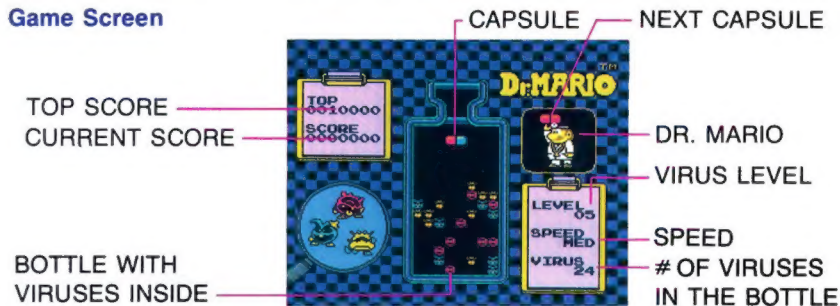 Game Screen
CAPSULE
NEXT CAPSULE
Dr. MARIO TM
TOP
0010000
SCORE
0000000
TOP SCORE
CURRENT SCORE
DR. MARIO
VIRUS LEVEL
LEVEL
05
SPEED
MED
VIRUS
24
SPEED
# OF VIRUSES
IN THE BOTTLE
BOTTLE WITH
VIRUSES INSIDE